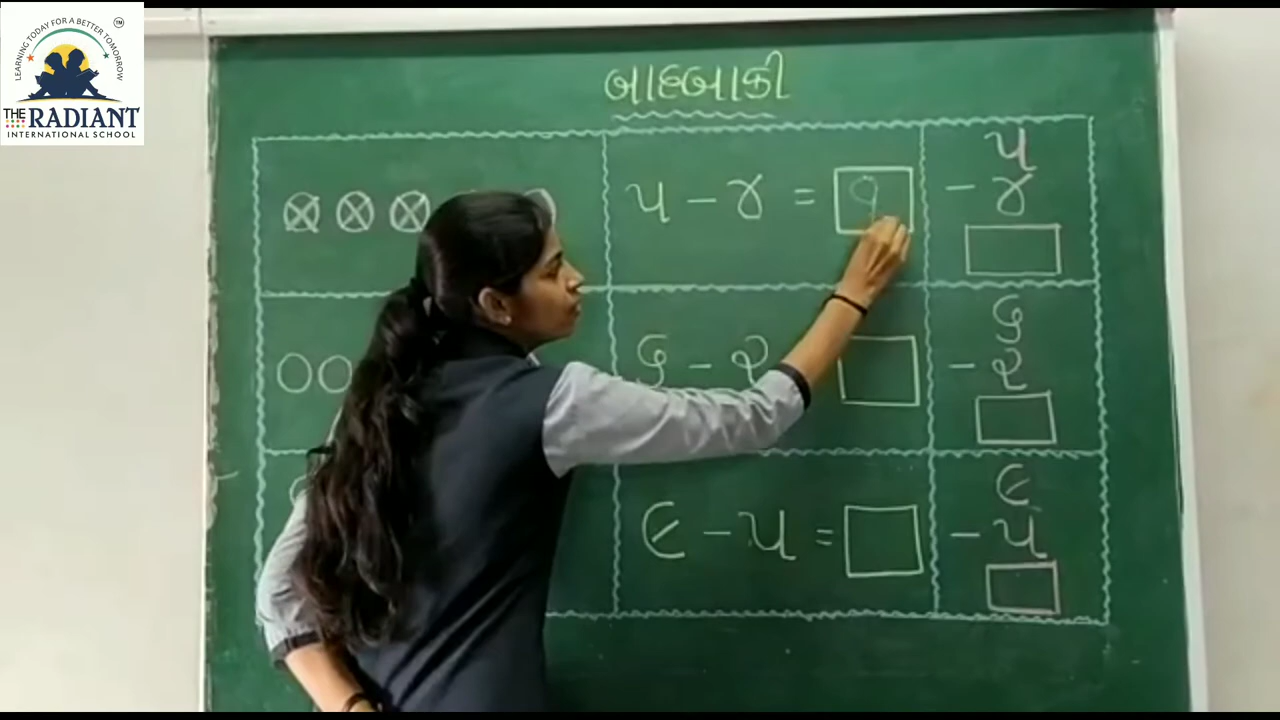 LEARNING TODAY FOR A BETTER TOMORROW
TM
THE RADIANT
INTERNATIONAL SCHOOL
બાદબાકી
૫ – ૪ = ૧
૫
– ૪
૬ – ૨
૬
– ૨
૯ – ૫ =
૯
– ૫